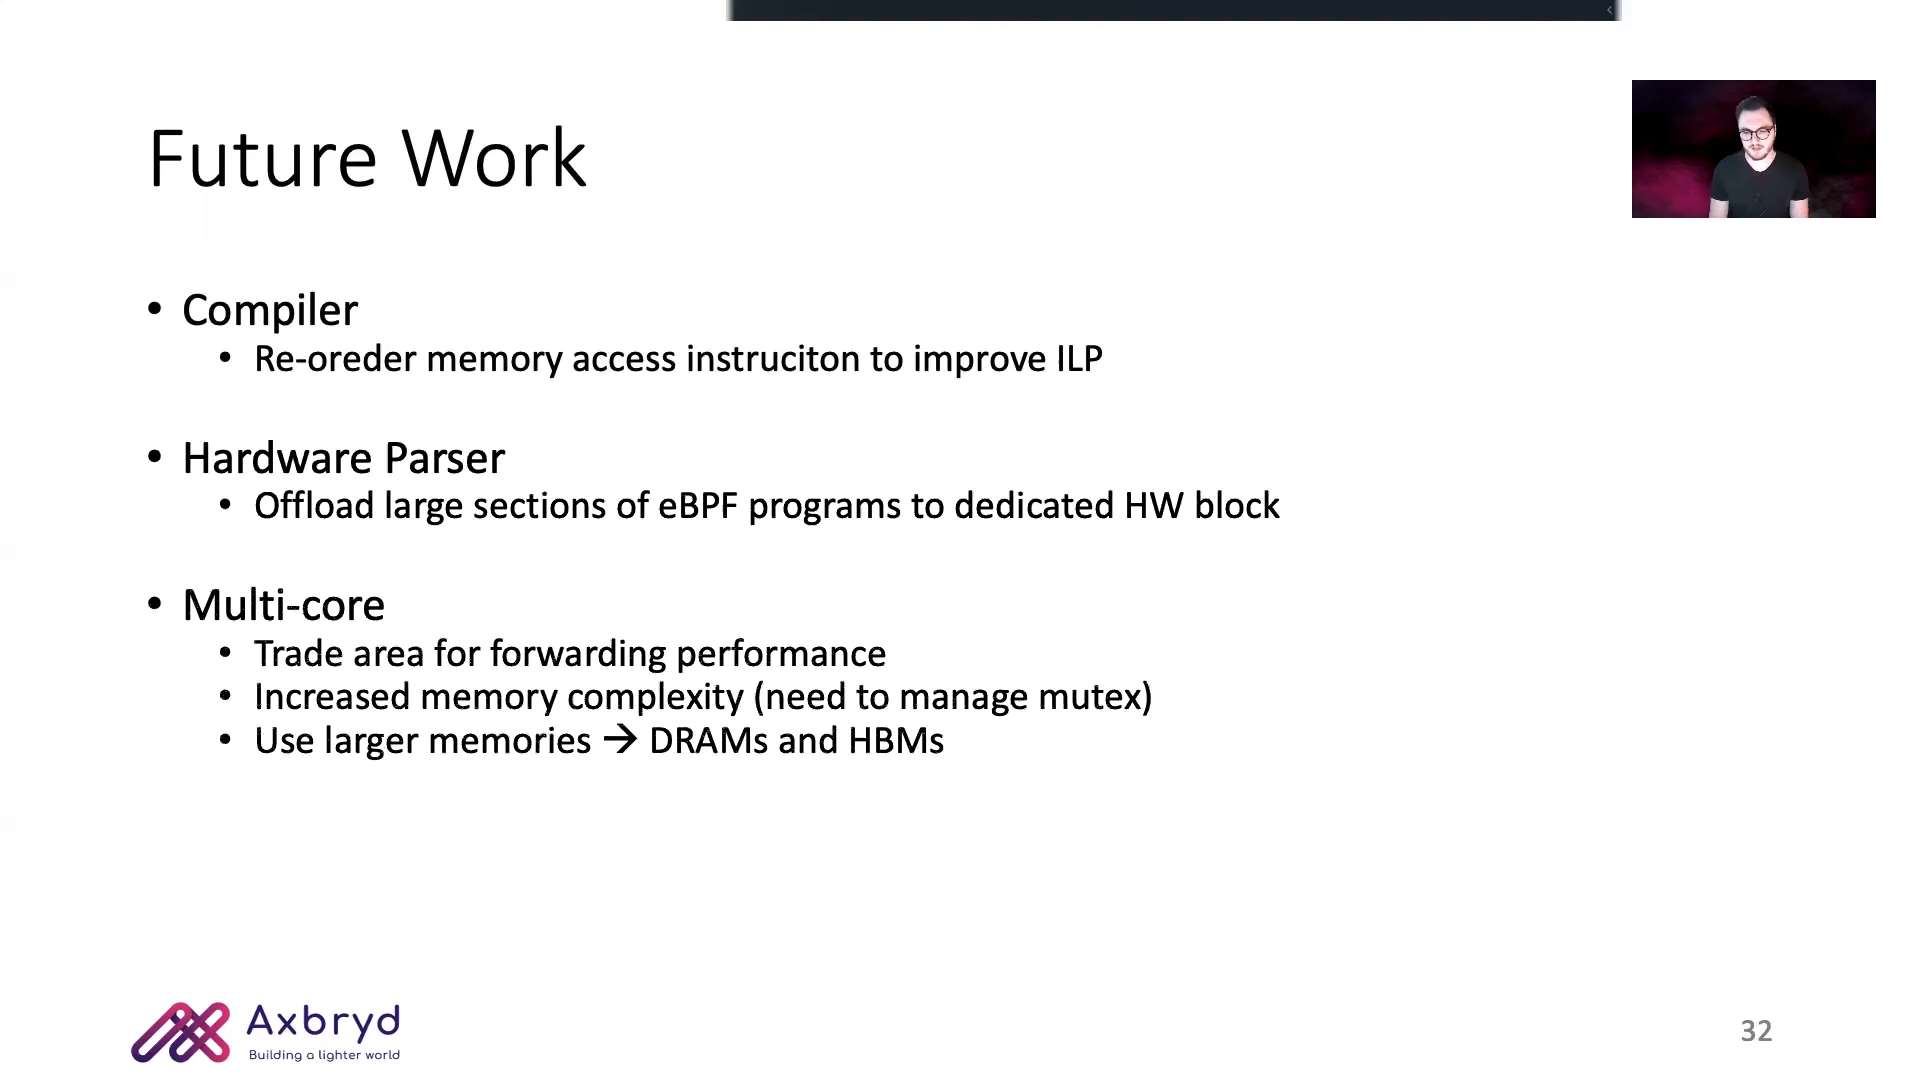 Future Work
• Compiler
• Re-oreder memory access instruciton to improve ILP
• Hardware Parser
• Offload large sections of eBPF programs to dedicated HW block
• Multi-core
• Trade area for forwarding performance
• Increased memory complexity (need to manage mutex)
• Use larger memories → DRAMs and HBMs
Axbryd
Building a lighter world
32